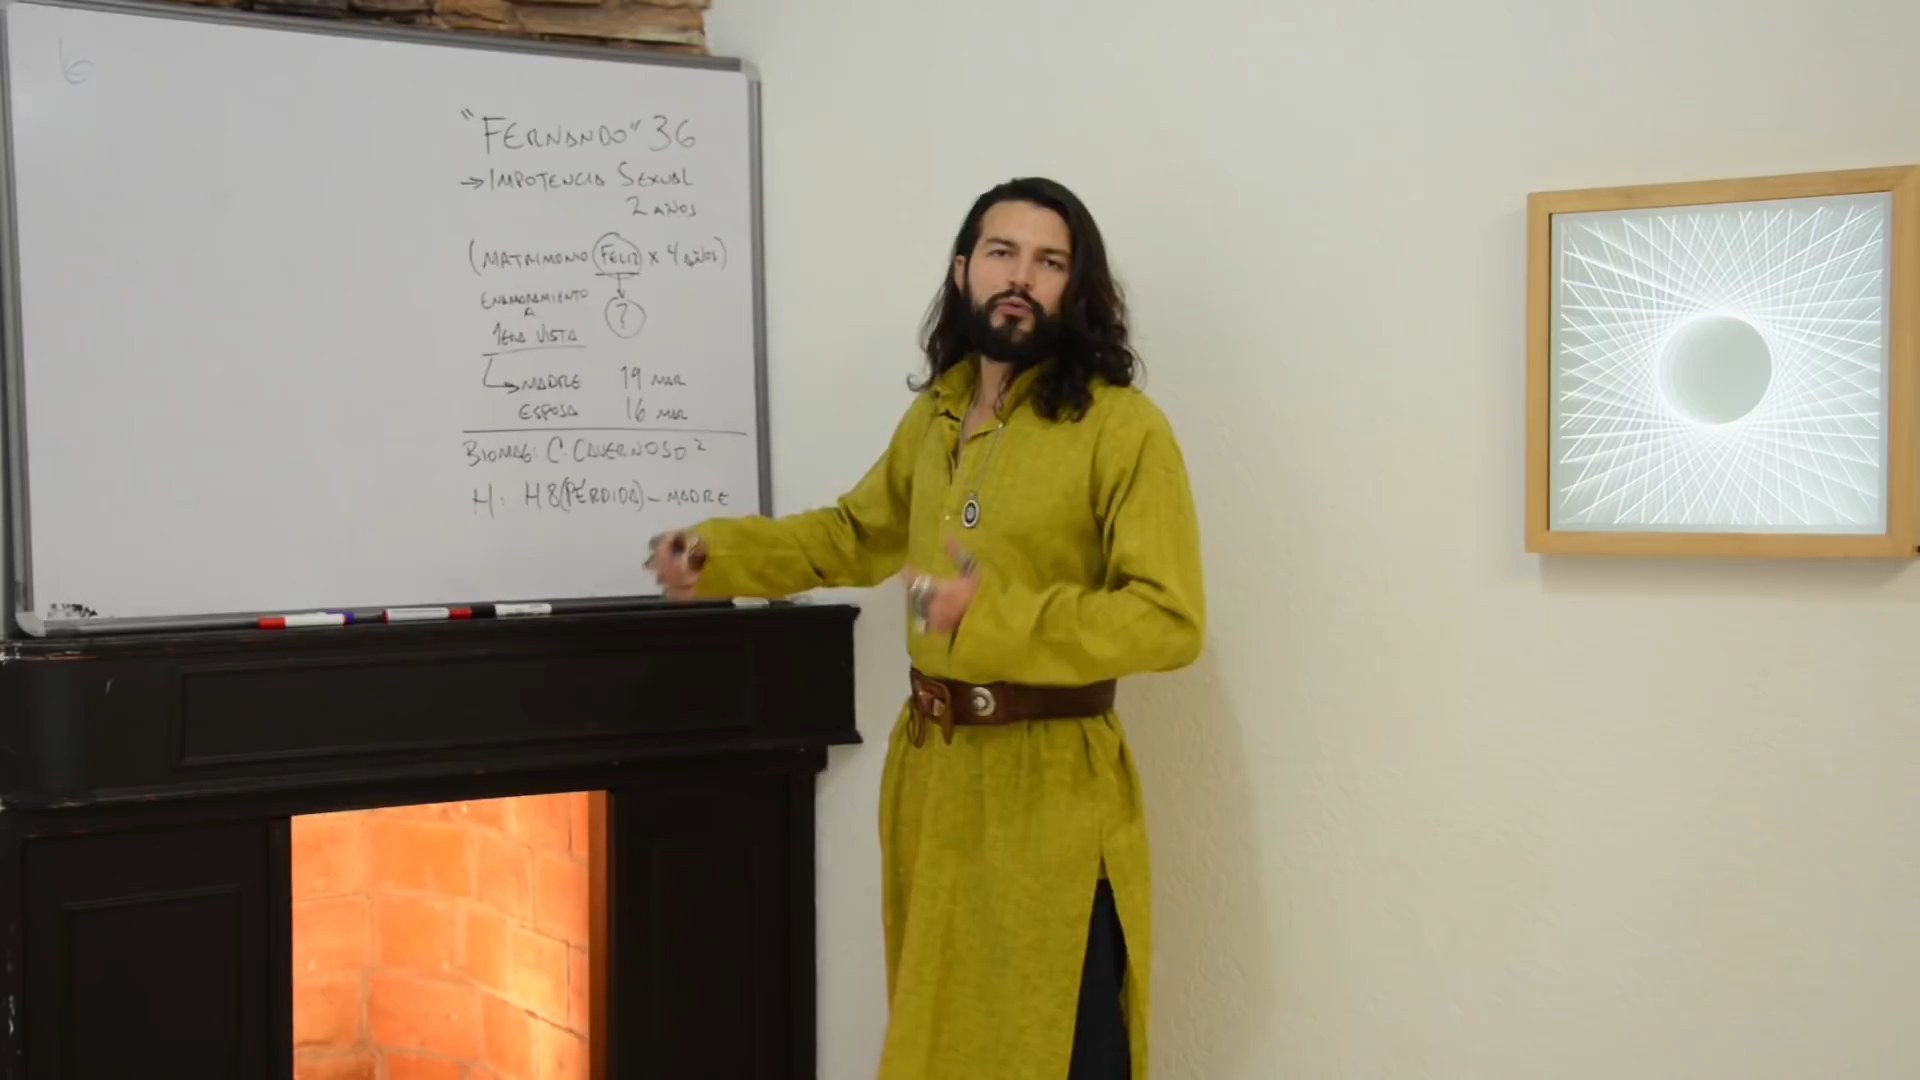 "FERNANDO" 36
→ IMPOTENCIA SEXUAL
2 AÑOS
(MATRIMONIO FELIZ X 4 AÑOS)
ENAMORAMIENTO
A
?
1ERA VISTA
MADRE 19 MAR
ESPOSA 16 MAR
BIOMAG: C. CAVERNOSO 2
H: H8(PÉRDIDA) - MADRE